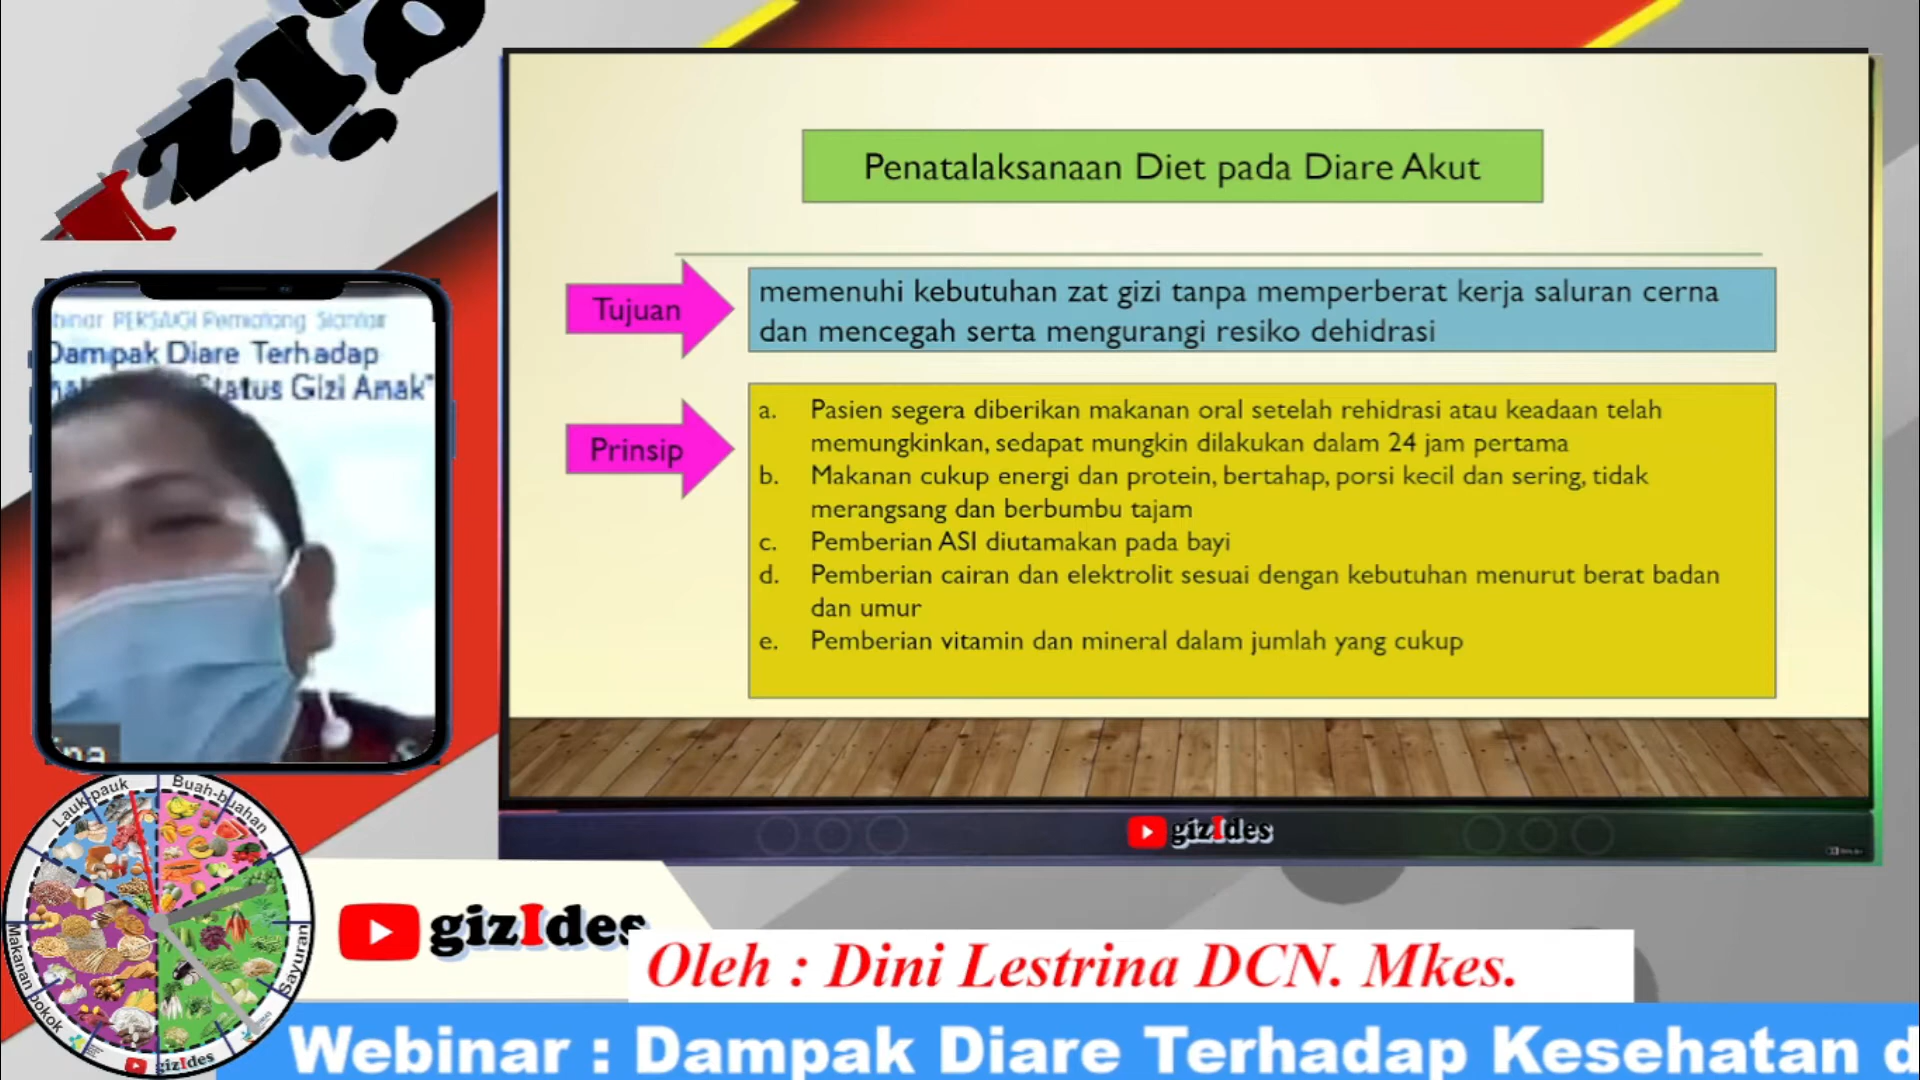 Penatalaksanaan Diet pada Diare Akut
Tujuan
memenuhi kebutuhan zat gizi tanpa memperberat kerja saluran cerna
dan mencegah serta mengurangi resiko dehidrasi
Prinsip
a. Pasien segera diberikan makanan oral setelah rehidrasi atau keadaan telah
memungkinkan, sedapat mungkin dilakukan dalam 24 jam pertama
b. Makanan cukup energi dan protein, bertahap, porsi kecil dan sering, tidak
merangsang dan berbumbu tajam
c. Pemberian ASI diutamakan pada bayi
d. Pemberian cairan dan elektrolit sesuai dengan kebutuhan menurut berat badan
dan umur
e. Pemberian vitamin dan mineral dalam jumlah yang cukup
gizIdes
PERSAGI Pematang Siantar
Dampak Diare Terhadap
Status Gizi Anak"
Lauk-pauk
Buah-buahan
Makanan pokok
Sayuran
gizIdes
gizIdes
Oleh : Dini Lestrina DCN. Mkes.
Webinar : Dampak Diare Terhadap Kesehatan d